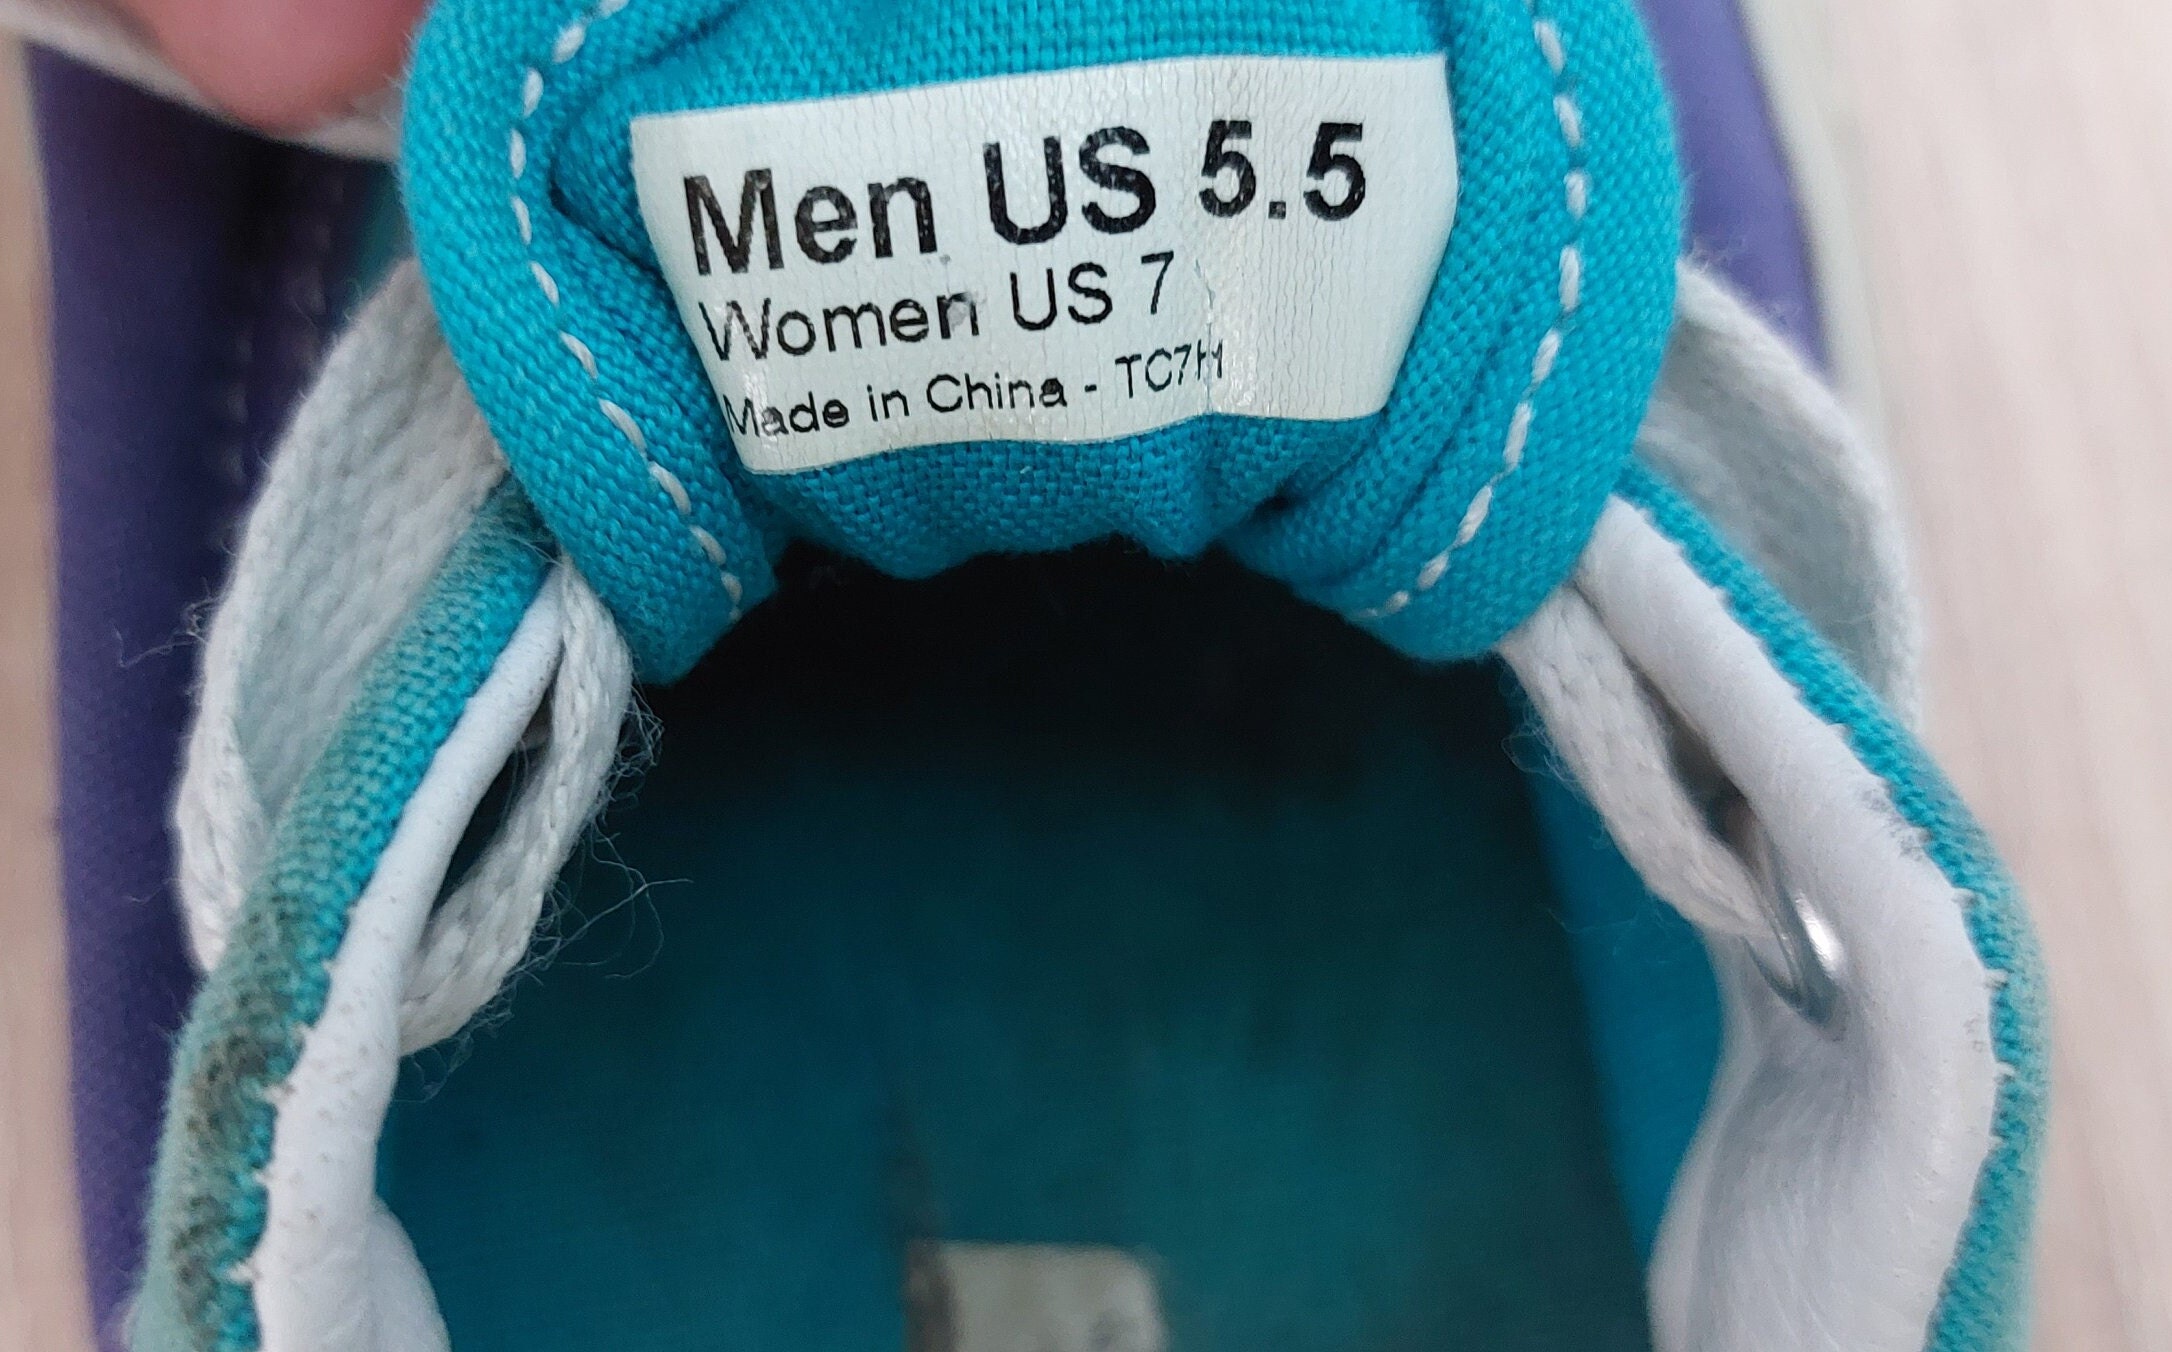 Men US 5.5
Women US 7
Made in China - TC7H